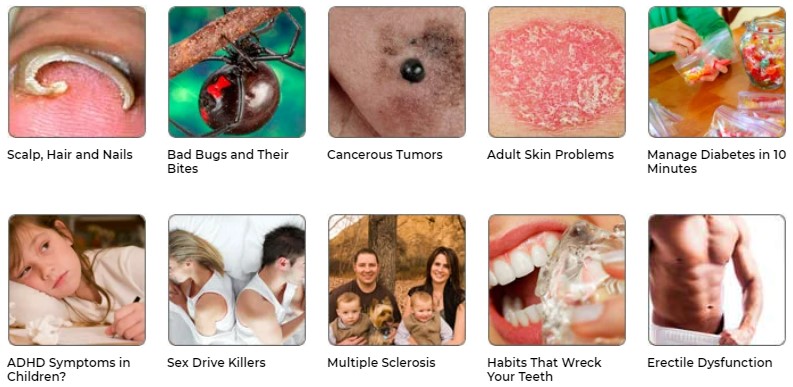 Scalp, Hair and Nails
Bad Bugs and Their
Bites
Cancerous Tumors
Adult Skin Problems
Manage Diabetes in 10
Minutes
ADHD Symptoms in
Children?
Sex Drive Killers
Multiple Sclerosis
Habits That Wreck
Your Teeth
Erectile Dysfunction